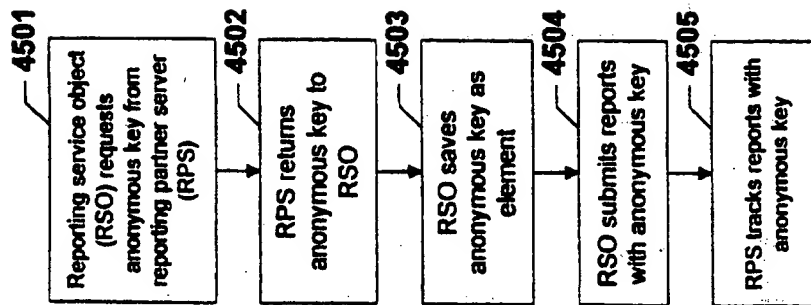 4501
Reporting service object
(RSO) requests
anonymous key from
reporting partner server
(RPS)
4502
RPS returns
anonymous key to
RSO
4503
RSO saves
anonymous key as
element
4504
RSO submits reports
with anonymous key
4505
RPS tracks reports with
anonymous key